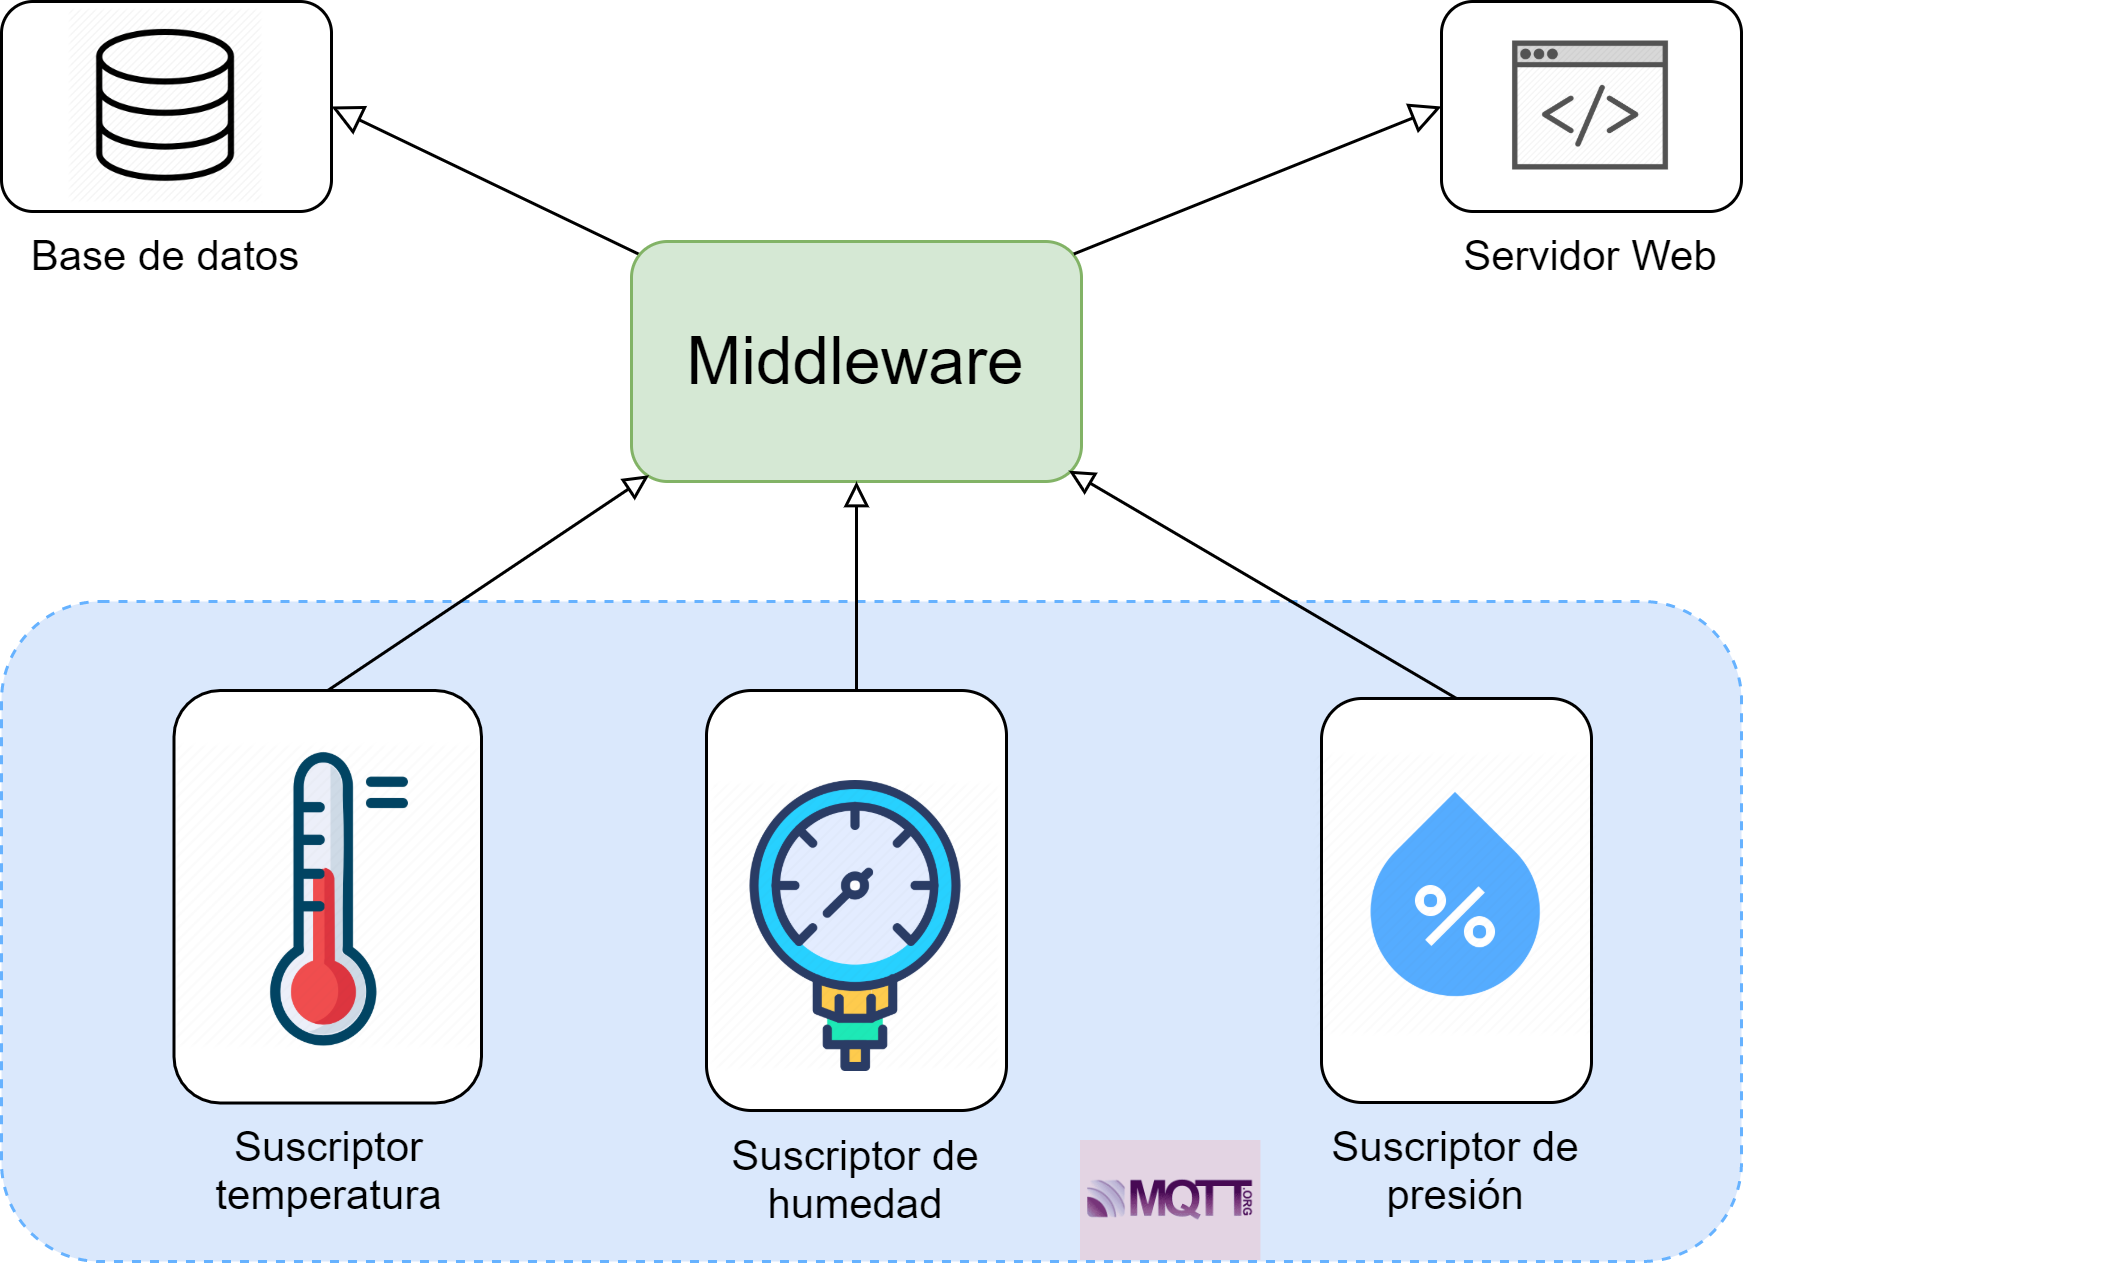 Base de datos
Servidor Web
Middleware
</>
Suscriptor
temperatura
Suscriptor de
humedad
MQTT.ORG
Suscriptor de
presión
%